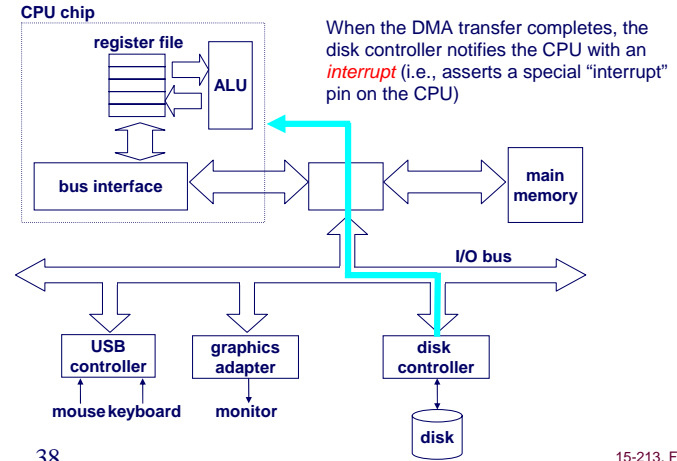 CPU chip
When the DMA transfer completes, the
disk controller notifies the CPU with an
interrupt (i.e., asserts a special “interrupt”
pin on the CPU)
register file
ALU
bus interface
main
memory
I/O bus
USB
controller
graphics
adapter
disk
controller
mouse keyboard
monitor
disk
38
15-213, F